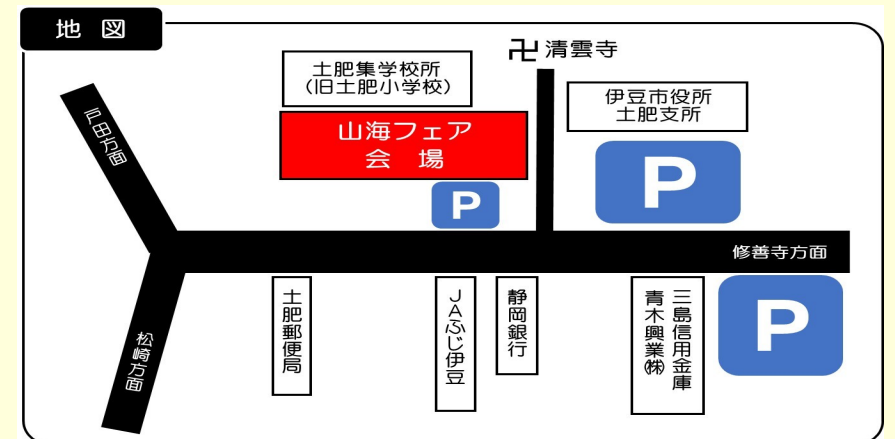 地 図
卍 清雲寺
土肥集学校所
(旧土肥小学校)
伊豆市役所
土肥支所
山海フェア
会 場
戸田方面
P
P
修善寺方面
土肥郵便局
JAふじ伊豆
静岡銀行
三島信用金庫
青木興業㈱
P
松崎方面